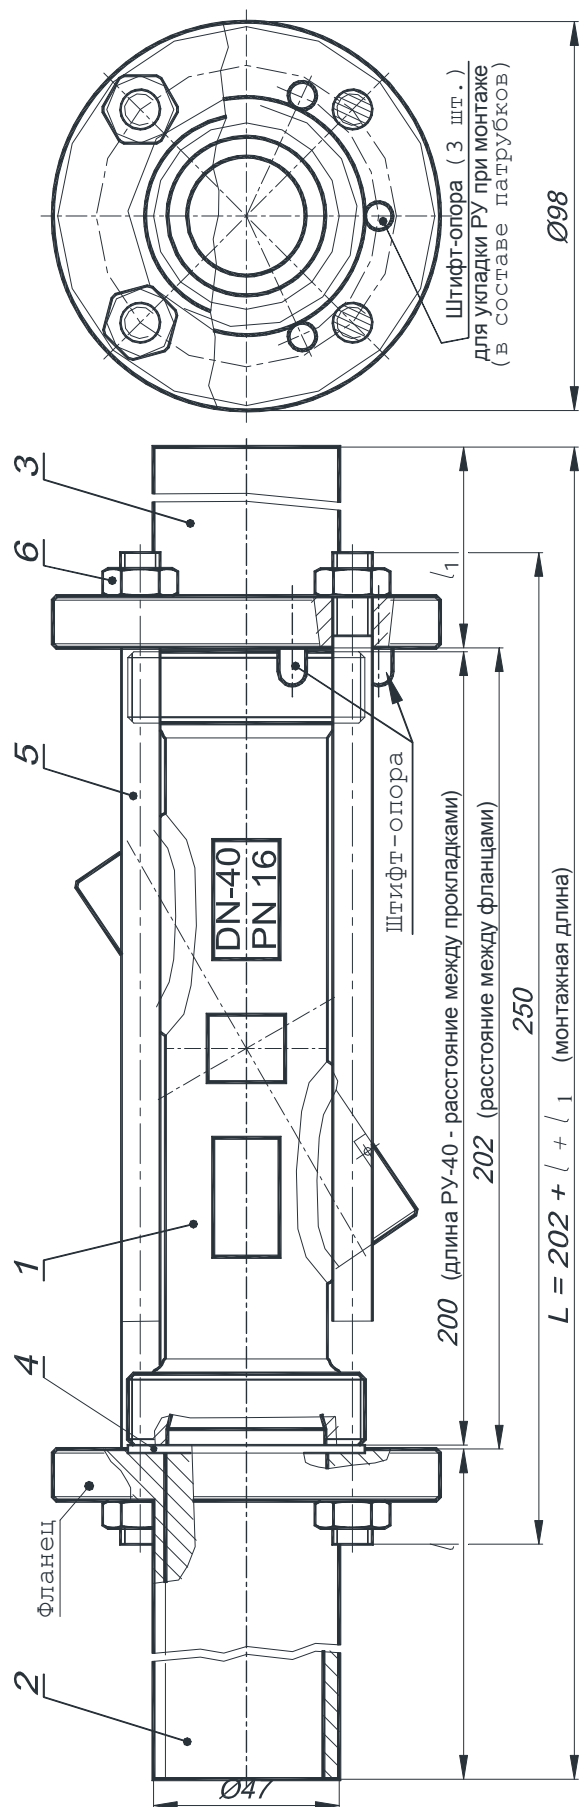 Штифт-опора (3 шт.)
для укладки РУ при монтаже
(в составе патрубков)
Ø98
3
6
5
1
4
Фланец
2
DN-40
PN 16
Штифт-опора
l₁
200 (длина РУ-40 - расстояние между прокладками)
202 (расстояние между фланцами)
250
L = 202 + l + l₁ (монтажная длина)
l
Ø47